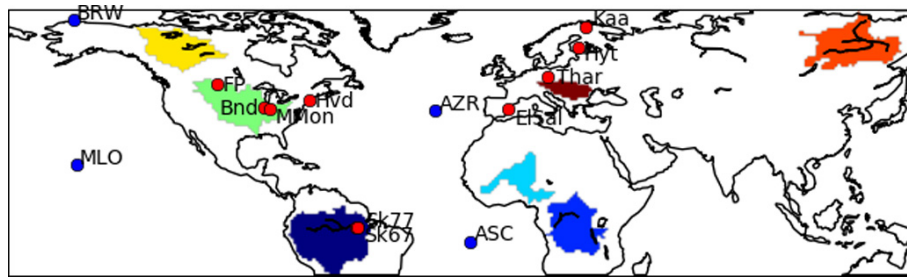 BRW
Kaa
Hyt
FP
Thar
Bnd
Hvd
MMon
AZR
ElSal
MLO
Sk77
Sk67
ASC